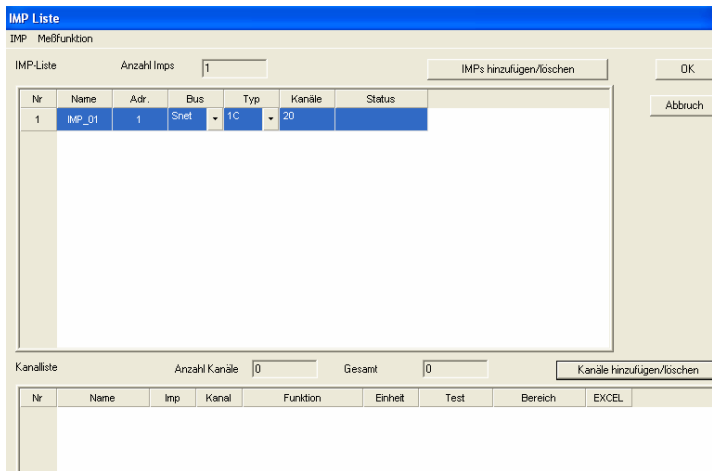 IMP Liste
IMP Meßfunktion
IMP-Liste Anzahl Imps 1 IMPs hinzufügen/löschen OK
Abbruch
Nr Name Adr. Bus Typ Kanäle Status
1 IMP_01 1 Snet 1C 20
Kanalliste Anzahl Kanäle 0 Gesamt 0 Kanäle hinzufügen/löschen
Nr Name Imp Kanal Funktion Einheit Test Bereich EXCEL